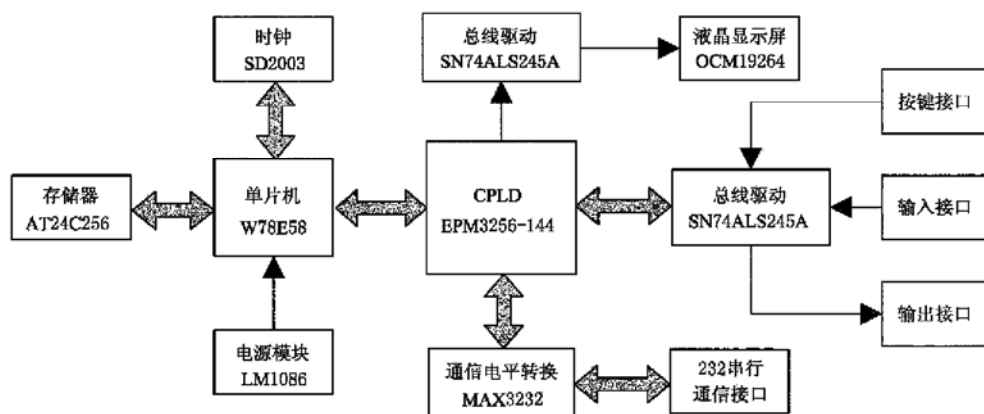 时钟
SD2003
总线驱动
SN74ALS245A
液晶显示屏
OCM19264
按键接口
存储器
AT24C256
单片机
W78E58
CPLD
EPM3256-144
总线驱动
SN74ALS245A
输入接口
输出接口
电源模块
LM1086
通信电平转换
MAX3232
232串行
通信接口